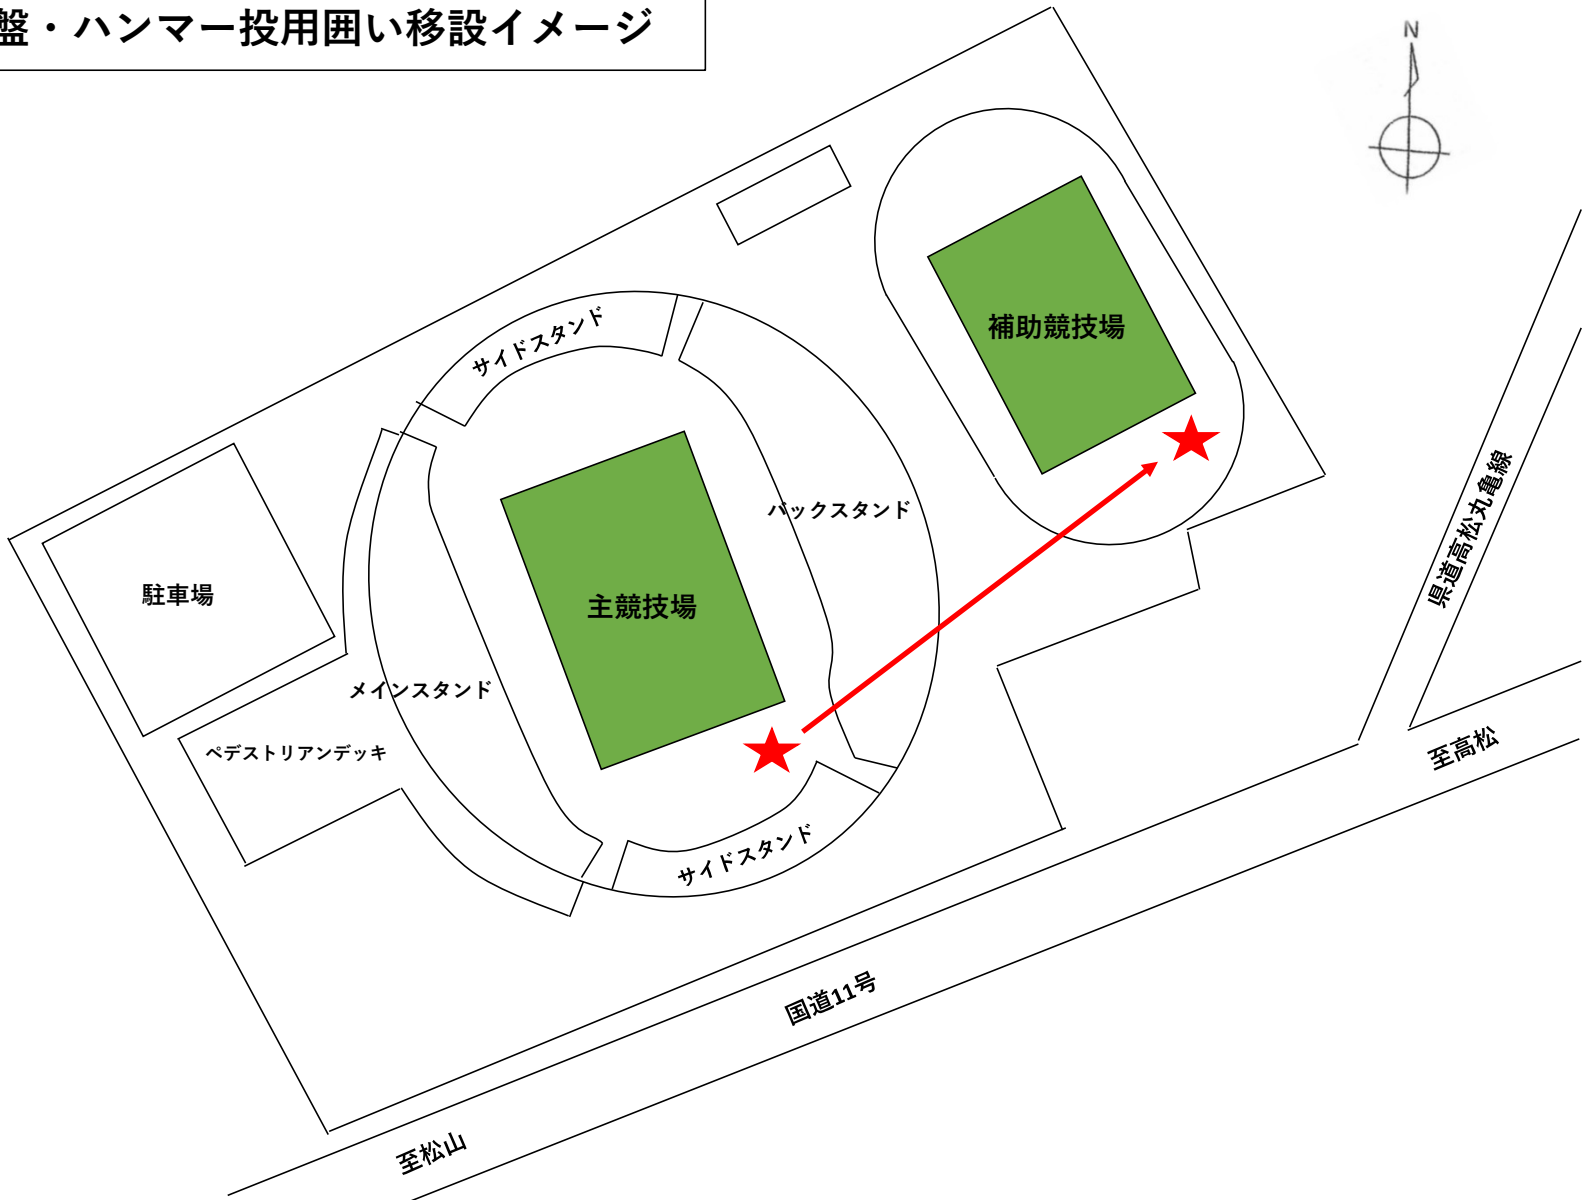 盤・ハンマー投用囲い移設イメージ
N
サイドスタンド
補助競技場
バックスタンド
県道高松丸亀線
駐車場
主競技場
メインスタンド
ペデストリアンデッキ
至高松
サイドスタンド
国道11号
至松山